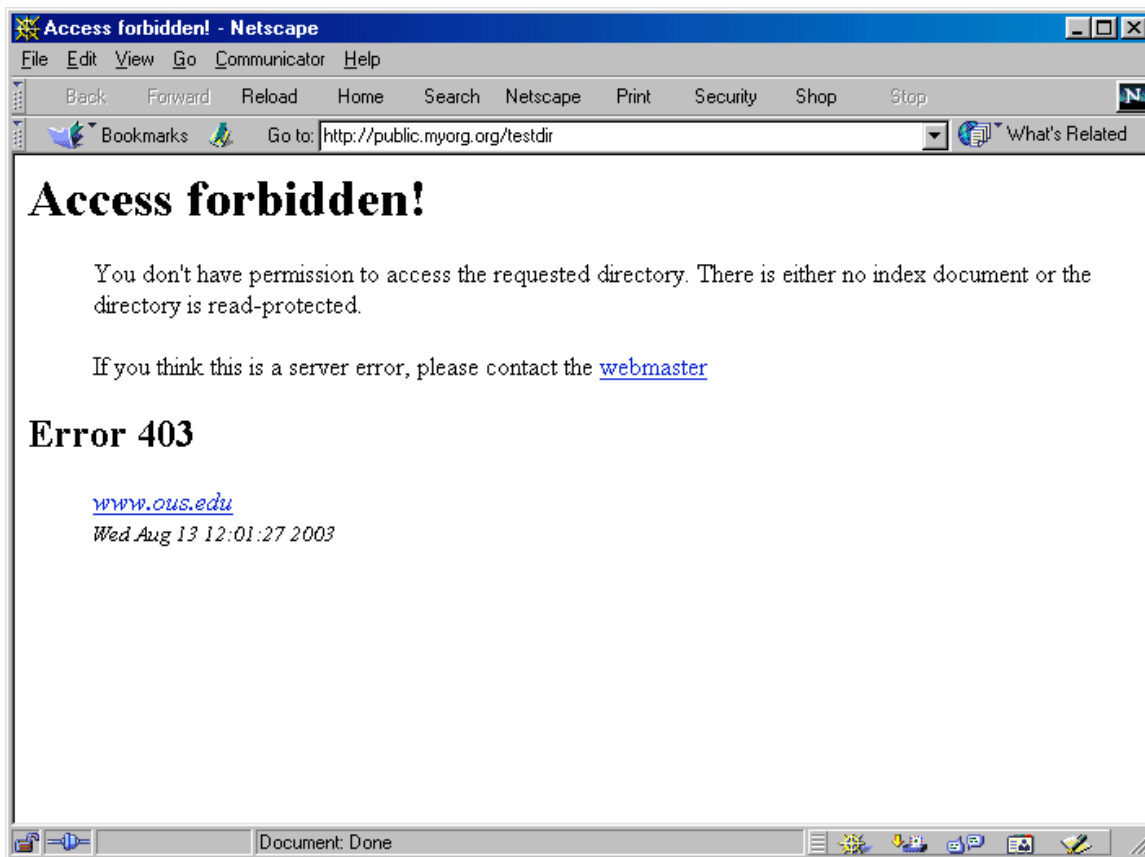 Access forbidden! - Netscape
File Edit View Go Communicator Help
Back Forward Reload Home Search Netscape Print Security Shop Stop N
Bookmarks Go to: http://public.myorg.org/testdir What's Related
Access forbidden!
You don't have permission to access the requested directory. There is either no index document or the
directory is read-protected.
If you think this is a server error, please contact the webmaster
Error 403
www.ous.edu
Wed Aug 13 12:01:27 2003
Document: Done